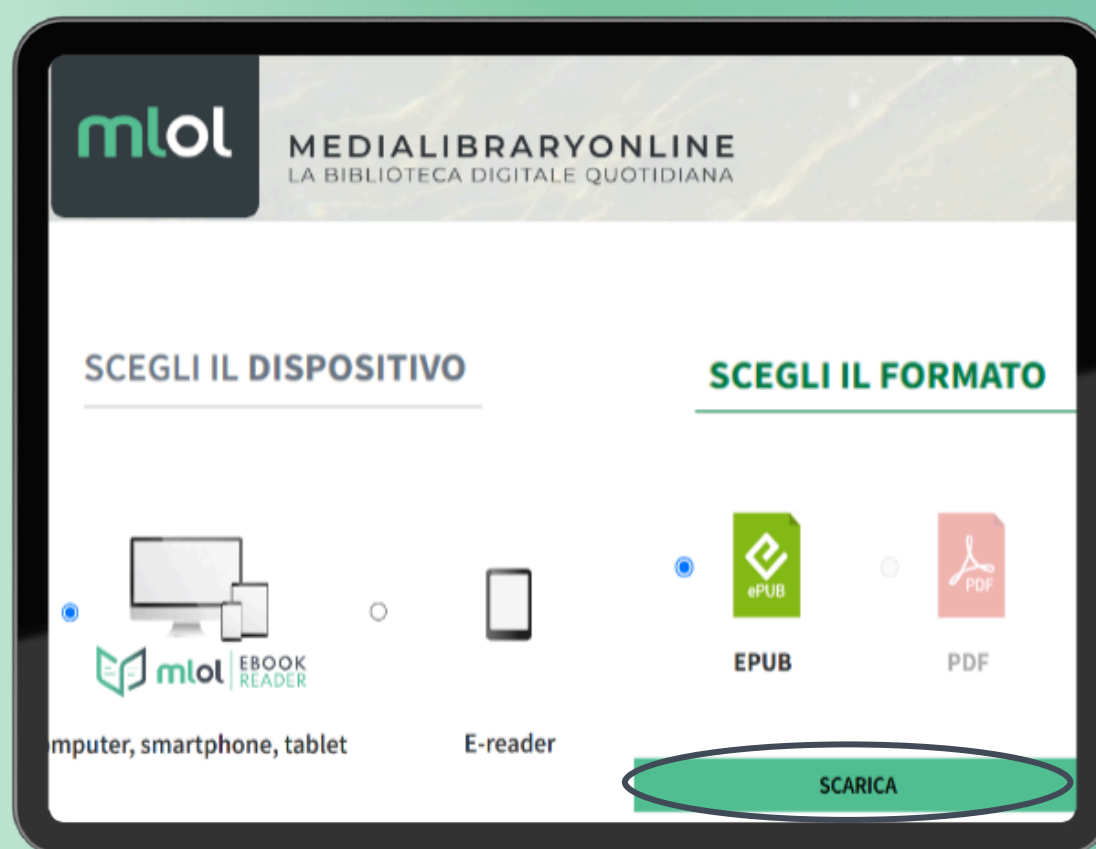 mlol
MEDIALIBRARYONLINE
LA BIBLIOTECA DIGITALE QUOTIDIANA
SCEGLI IL DISPOSITIVO
mlol EBOOK
READER
omputer, smartphone, tablet
E-reader
SCEGLI IL FORMATO
ePUB
EPUB
PDF
PDF
SCARICA